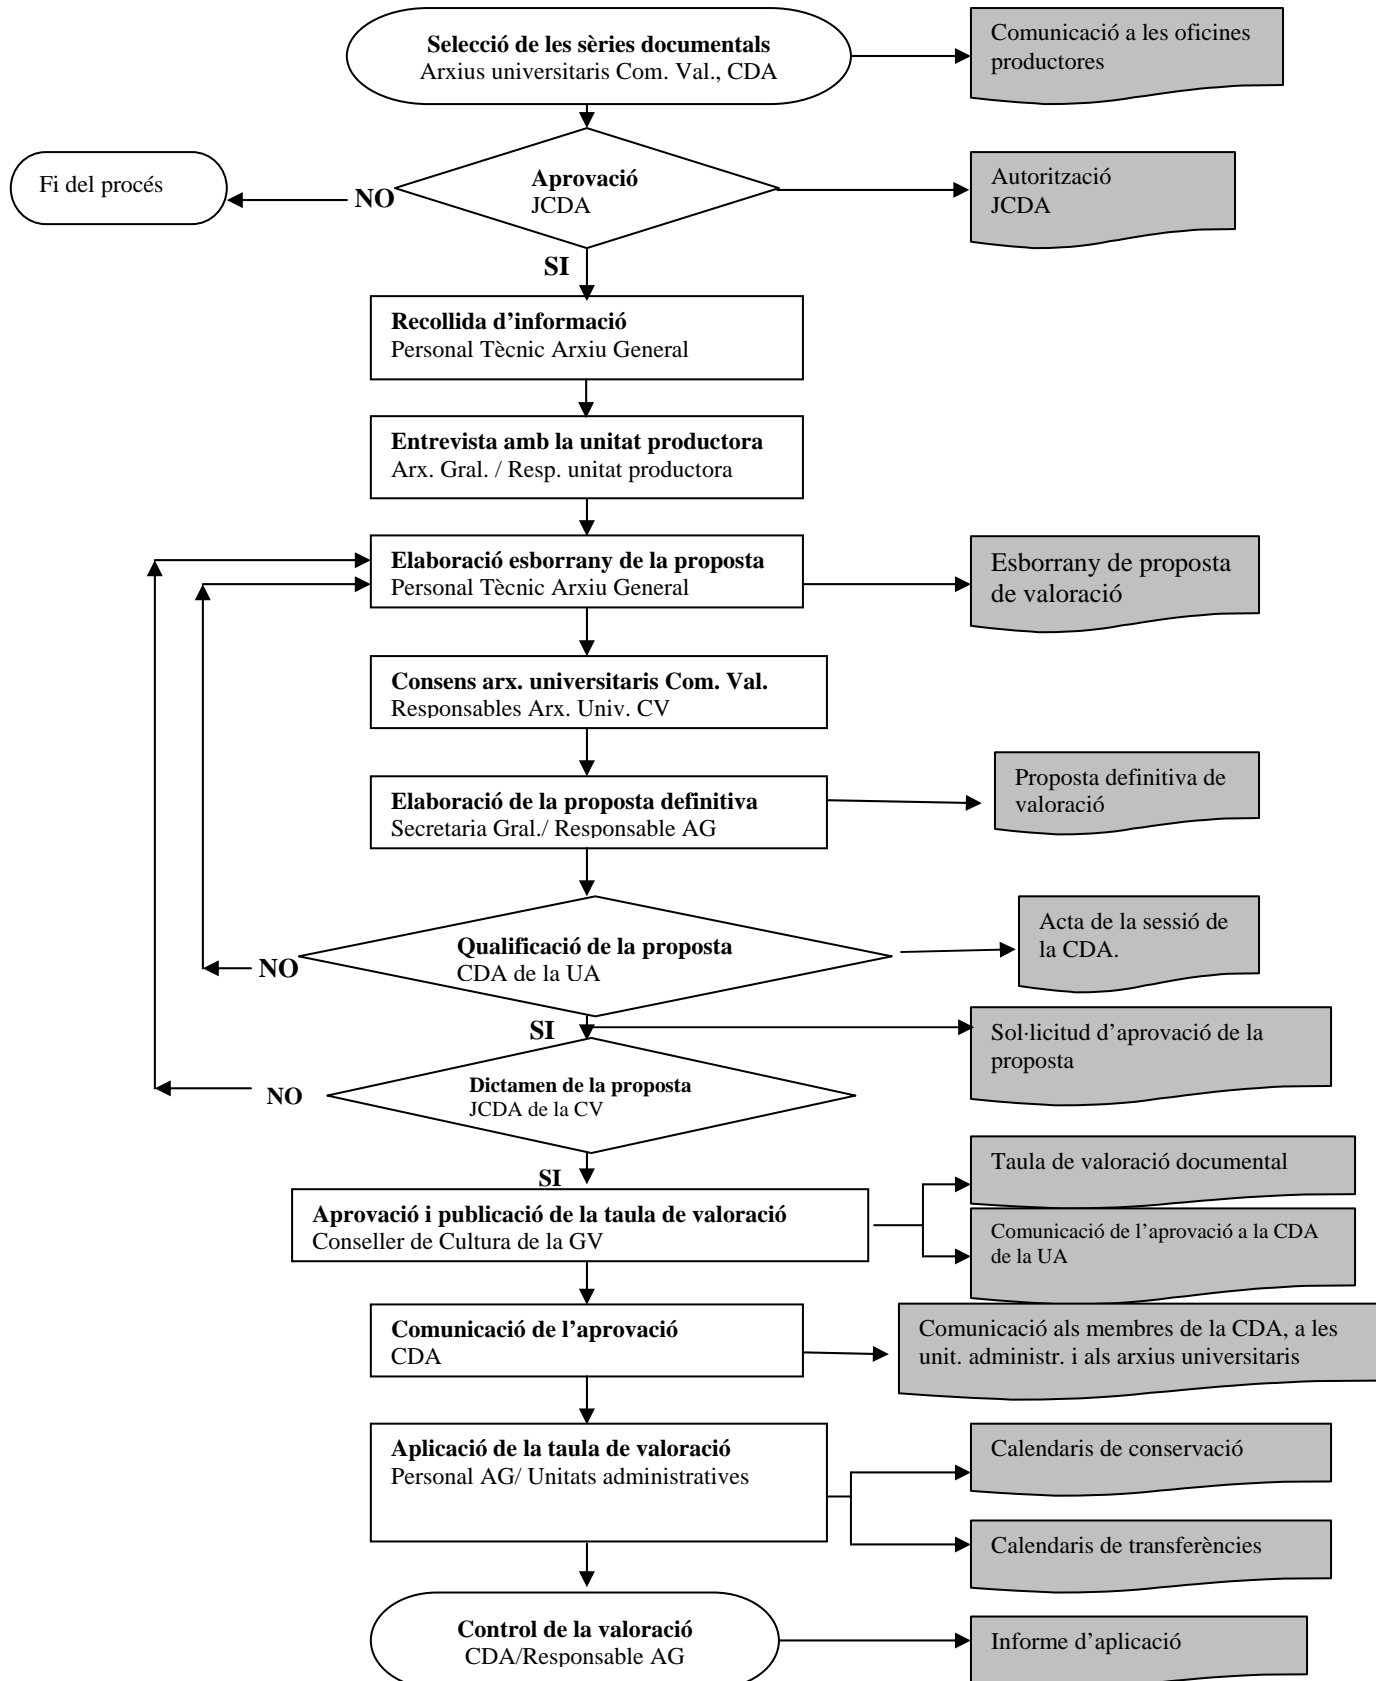 Selecció de les sèries documentals
Arxius universitaris Com. Val., CDA
Comunicació a les oficines
productores
Fi del procés
NO
Aprovació
JCDA
Autorització
JCDA
SI
Recollida d’informació
Personal Tècnic Arxiu General
Entrevista amb la unitat productora
Arx. Gral. / Resp. unitat productora
Elaboració esborrany de la proposta
Personal Tècnic Arxiu General
Esborrany de proposta
de valoració
Consens arx. universitaris Com. Val.
Responsables Arx. Univ. CV
Elaboració de la proposta definitiva
Secretaria Gral./ Responsable AG
Proposta definitiva de
valoració
NO
Qualificació de la proposta
CDA de la UA
Acta de la sessió de
la CDA.
SI
Sol·licitud d’aprovació de la
proposta
NO
Dictamen de la proposta
JCDA de la CV
SI
Taula de valoració documental
Aprovació i publicació de la taula de valoració
Conseller de Cultura de la GV
Comunicació de l’aprovació a la CDA
de la UA
Comunicació de l’aprovació
CDA
Comunicació als membres de la CDA, a les
unit. administr. i als arxius universitaris
Aplicació de la taula de valoració
Personal AG/ Unitats administratives
Calendaris de conservació
Calendaris de transferències
Control de la valoració
CDA/Responsable AG
Informe d’aplicació